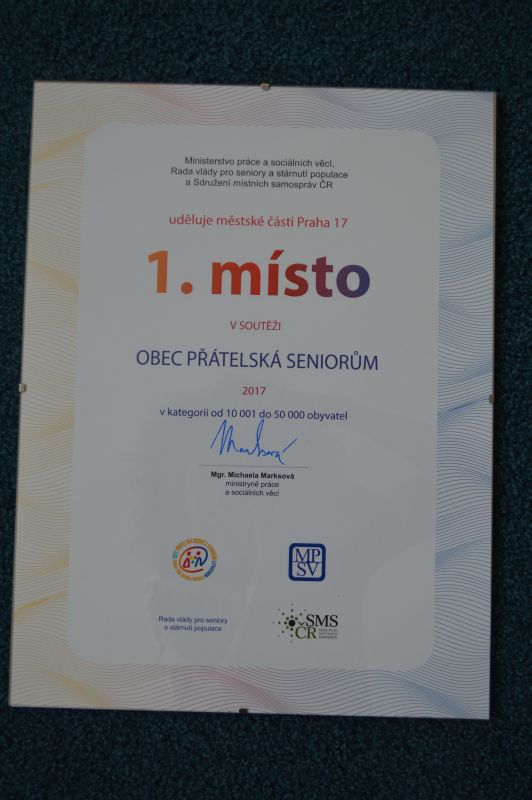 Ministerstvo práce a sociálních věcí,
Rada vlády pro seniory a stárnutí populace
a Sdružení místních samospráv ČR
uděluje městské části Praha 17
1. místo
V SOUTĚŽI
OBEC PŘÁTELSKÁ SENIORŮM
2017
v kategorii od 10 001 do 50 000 obyvatel
Mgr. Michaela Marksová
ministryně práce
a sociálních věcí
MP
SV
Rada vlády pro seniory
a stárnutí populace
SMS
ČR